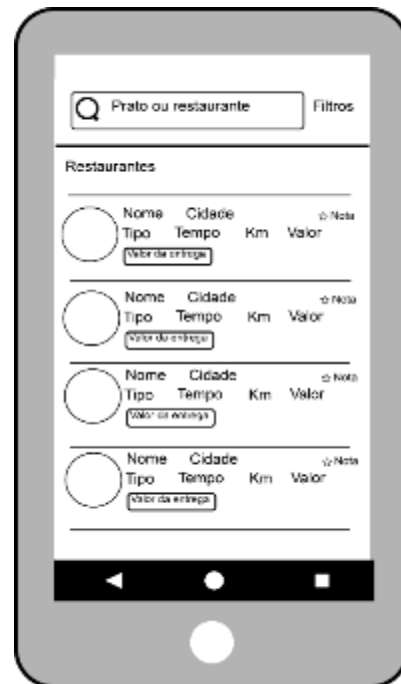 Prato ou restaurante Filtros
Restaurantes
Nome Cidade ☆ Nota
Tipo Tempo Km Valor
Valor da entrega
Nome Cidade ☆ Nota
Tipo Tempo Km Valor
Valor da entrega
Nome Cidade ☆ Nota
Tipo Tempo Km Valor
Valor da entrega
Nome Cidade ☆ Nota
Tipo Tempo Km Valor
Valor da entrega